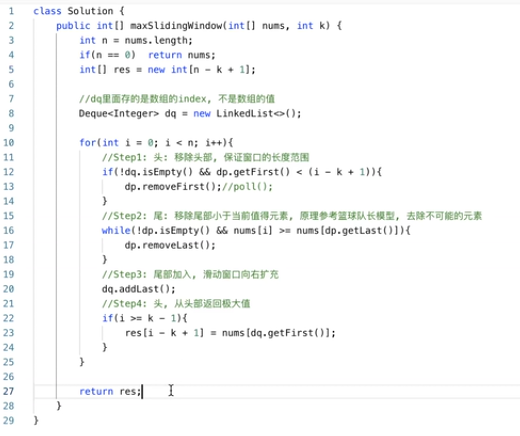 1 class Solution {
2 public int[] maxSlidingWindow(int[] nums, int k) {
3 int n = nums.length;
4 if(n == 0) return nums;
5 int[] res = new int[n - k + 1];
6
7 //dq里面存的是数组的index, 不是数组的值
8 Deque<Integer> dq = new LinkedList<>();
9
10 for(int i = 0; i < n; i++){
11 //Step1: 头: 移除头部, 保证窗口的长度范围
12 if(!dq.isEmpty() && dp.getFirst() < (i - k + 1)){
13 dp.removeFirst();//poll();
14 }
15 //Step2: 尾: 移除尾部小于当前值得元素, 原理参考篮球队长模型, 去除不可能的元素
16 while(!dp.isEmpty() && nums[i] >= nums[dp.getLast()]){
17 dp.removeLast();
18 }
19 //Step3: 尾部加入, 滑动窗口向右扩充
20 dq.addLast();
21 //Step4: 头, 从头部返回极大值
22 if(i >= k - 1){
23 res[i - k + 1] = nums[dq.getFirst()];
24 }
25 }
26
27 return res;
28 }
29 }